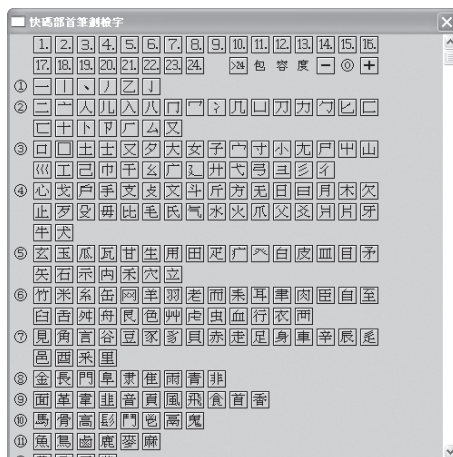 快碼部首筆劃檢字
1. 2. 3. 4. 5. 6. 7. 8. 9. 10. 11. 12. 13. 14. 15. 16.
17. 18. 19. 20. 21. 22. 23. 24. >24 包 容 度 − ◎ +
① 一 丨 丶 丿 乙 亅
② 二 亠 人 儿 入 八 冂 冖 冫 几 凵 刀 力 勹 匕 匚
匸 十 卜 卩 厂 厶 又
③ 口 囗 土 士 夂 夕 大 女 子 宀 寸 小 尢 尸 屮 山
巛 工 己 巾 干 幺 广 廴 廾 弋 弓 彐 彡 彳
④ 心 戈 戶 手 支 攴 文 斗 斤 方 无 日 曰 月 木 欠
止 歹 殳 毋 比 毛 氏 气 水 火 爪 父 爻 爿 片 牙
牛 犬
⑤ 玄 玉 瓜 瓦 甘 生 用 田 疋 疒 癶 白 皮 皿 目 矛
矢 石 示 禸 禾 穴 立
⑥ 竹 米 糸 缶 网 羊 羽 老 而 耒 耳 聿 肉 臣 自 至
臼 舌 舛 舟 艮 色 艸 虍 虫 血 行 衣 襾
⑦ 見 角 言 谷 豆 豕 豸 貝 赤 走 足 身 車 辛 辰 辵
邑 酉 釆 里
⑧ 金 長 門 阜 隶 隹 雨 青 非
⑨ 面 革 韋 韭 音 頁 風 飛 食 首 香
⑩ 馬 骨 高 髟 鬥 鬯 鬲 鬼
⑪ 魚 鳥 鹵 鹿 麥 麻